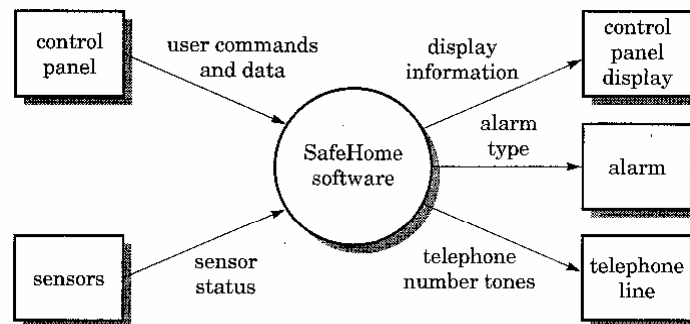 control
panel
user commands
and data
display
information
control
panel
display
SafeHome
software
alarm
type
alarm
sensors
sensor
status
telephone
number tones
telephone
line